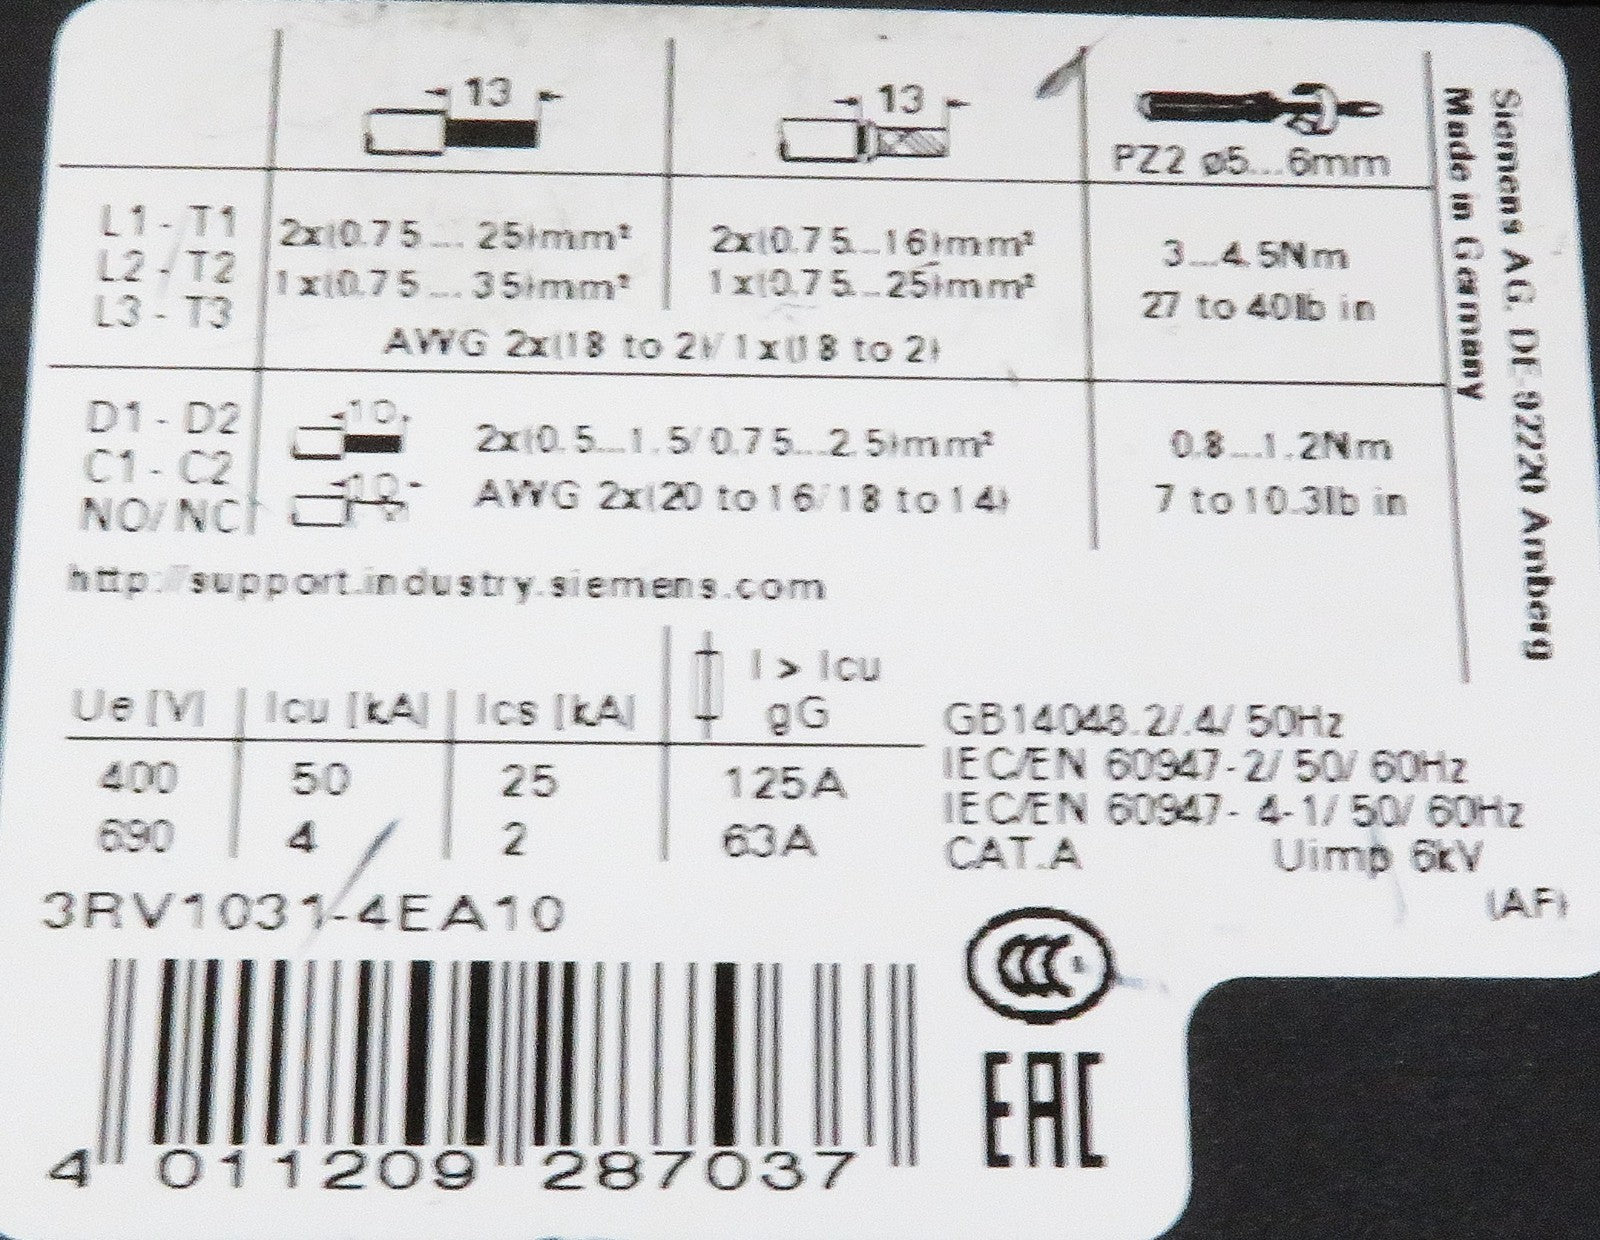 13
13
PZ2 ø5...6mm
L1 - T1
L2 - T2
L3 - T3
2x(0.75... 25)mm²
1x(0.75... 35)mm²
2x(0.75...16)mm²
1x(0.75...25)mm²
AWG 2x(18 to 2)/ 1x(18 to 2)
3...4.5Nm
27 to 40lb in
D1 - D2
C1 - C2
NO/NC
10
10
2x(0.5...1.5/0.75...2.5)mm²
AWG 2x(20 to 16/18 to 14)
0.8...1.2Nm
7 to 10.3lb in
Siemens AG, DE-92220 Amberg
Made in Germany
http://support.industry.siemens.com
Ue [V] Icu [kA] Ics [kA] I > Icu gG
400 50 25 125A
690 4 2 63A
GB14048.2/.4/ 50Hz
IEC/EN 60947-2/ 50/ 60Hz
IEC/EN 60947- 4-1/ 50/ 60Hz
CAT.A Uimp 6kV
(AF)
3RV1031-4EA10
CCC
EAC
4 011209 287037